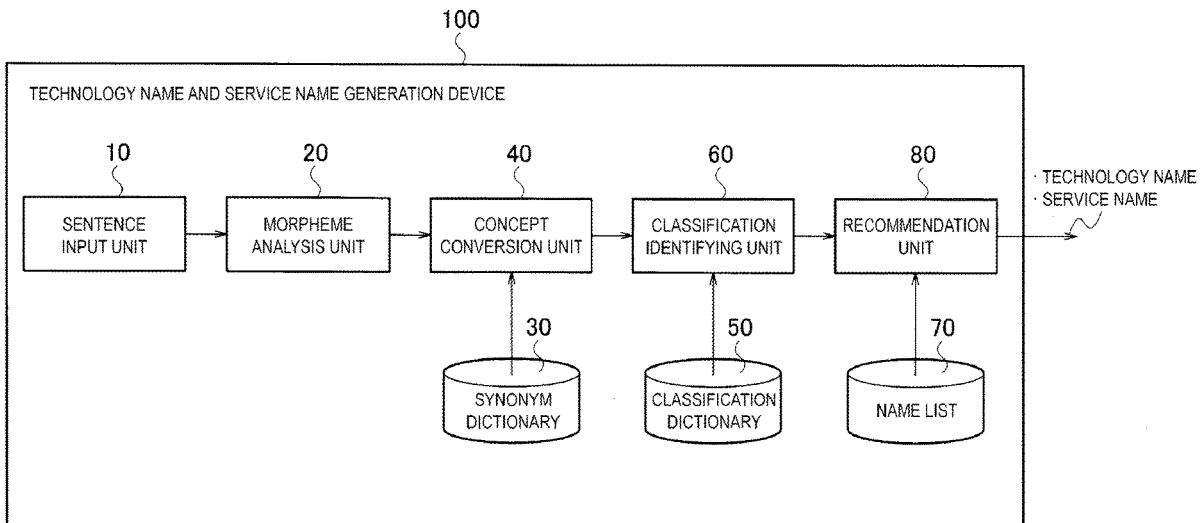 100
TECHNOLOGY NAME AND SERVICE NAME GENERATION DEVICE
10
20
40
60
80
SENTENCE
INPUT UNIT
MORPHEME
ANALYSIS UNIT
CONCEPT
CONVERSION UNIT
CLASSIFICATION
IDENTIFYING UNIT
RECOMMENDATION
UNIT
· TECHNOLOGY NAME
· SERVICE NAME
30
50
70
SYNONYM
DICTIONARY
CLASSIFICATION
DICTIONARY
NAME LIST